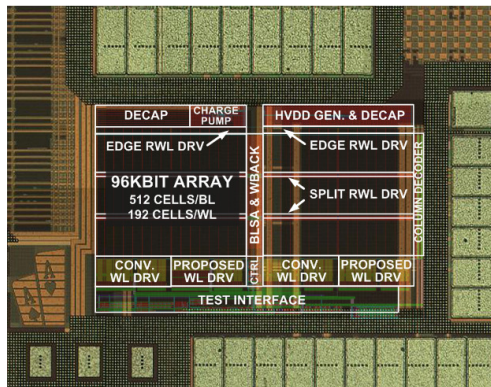 DECAP
CHARGE
PUMP
HVDD GEN. & DECAP
EDGE RWL DRV
EDGE RWL DRV
96KBIT ARRAY
512 CELLS/BL
192 CELLS/WL
BLSA & WBACK
SPLIT RWL DRV
COLUMN DECODER
CONV.
WL DRV
PROPOSED
WL DRV
CTRL
CONV.
WL DRV
PROPOSED
WL DRV
TEST INTERFACE
A
A